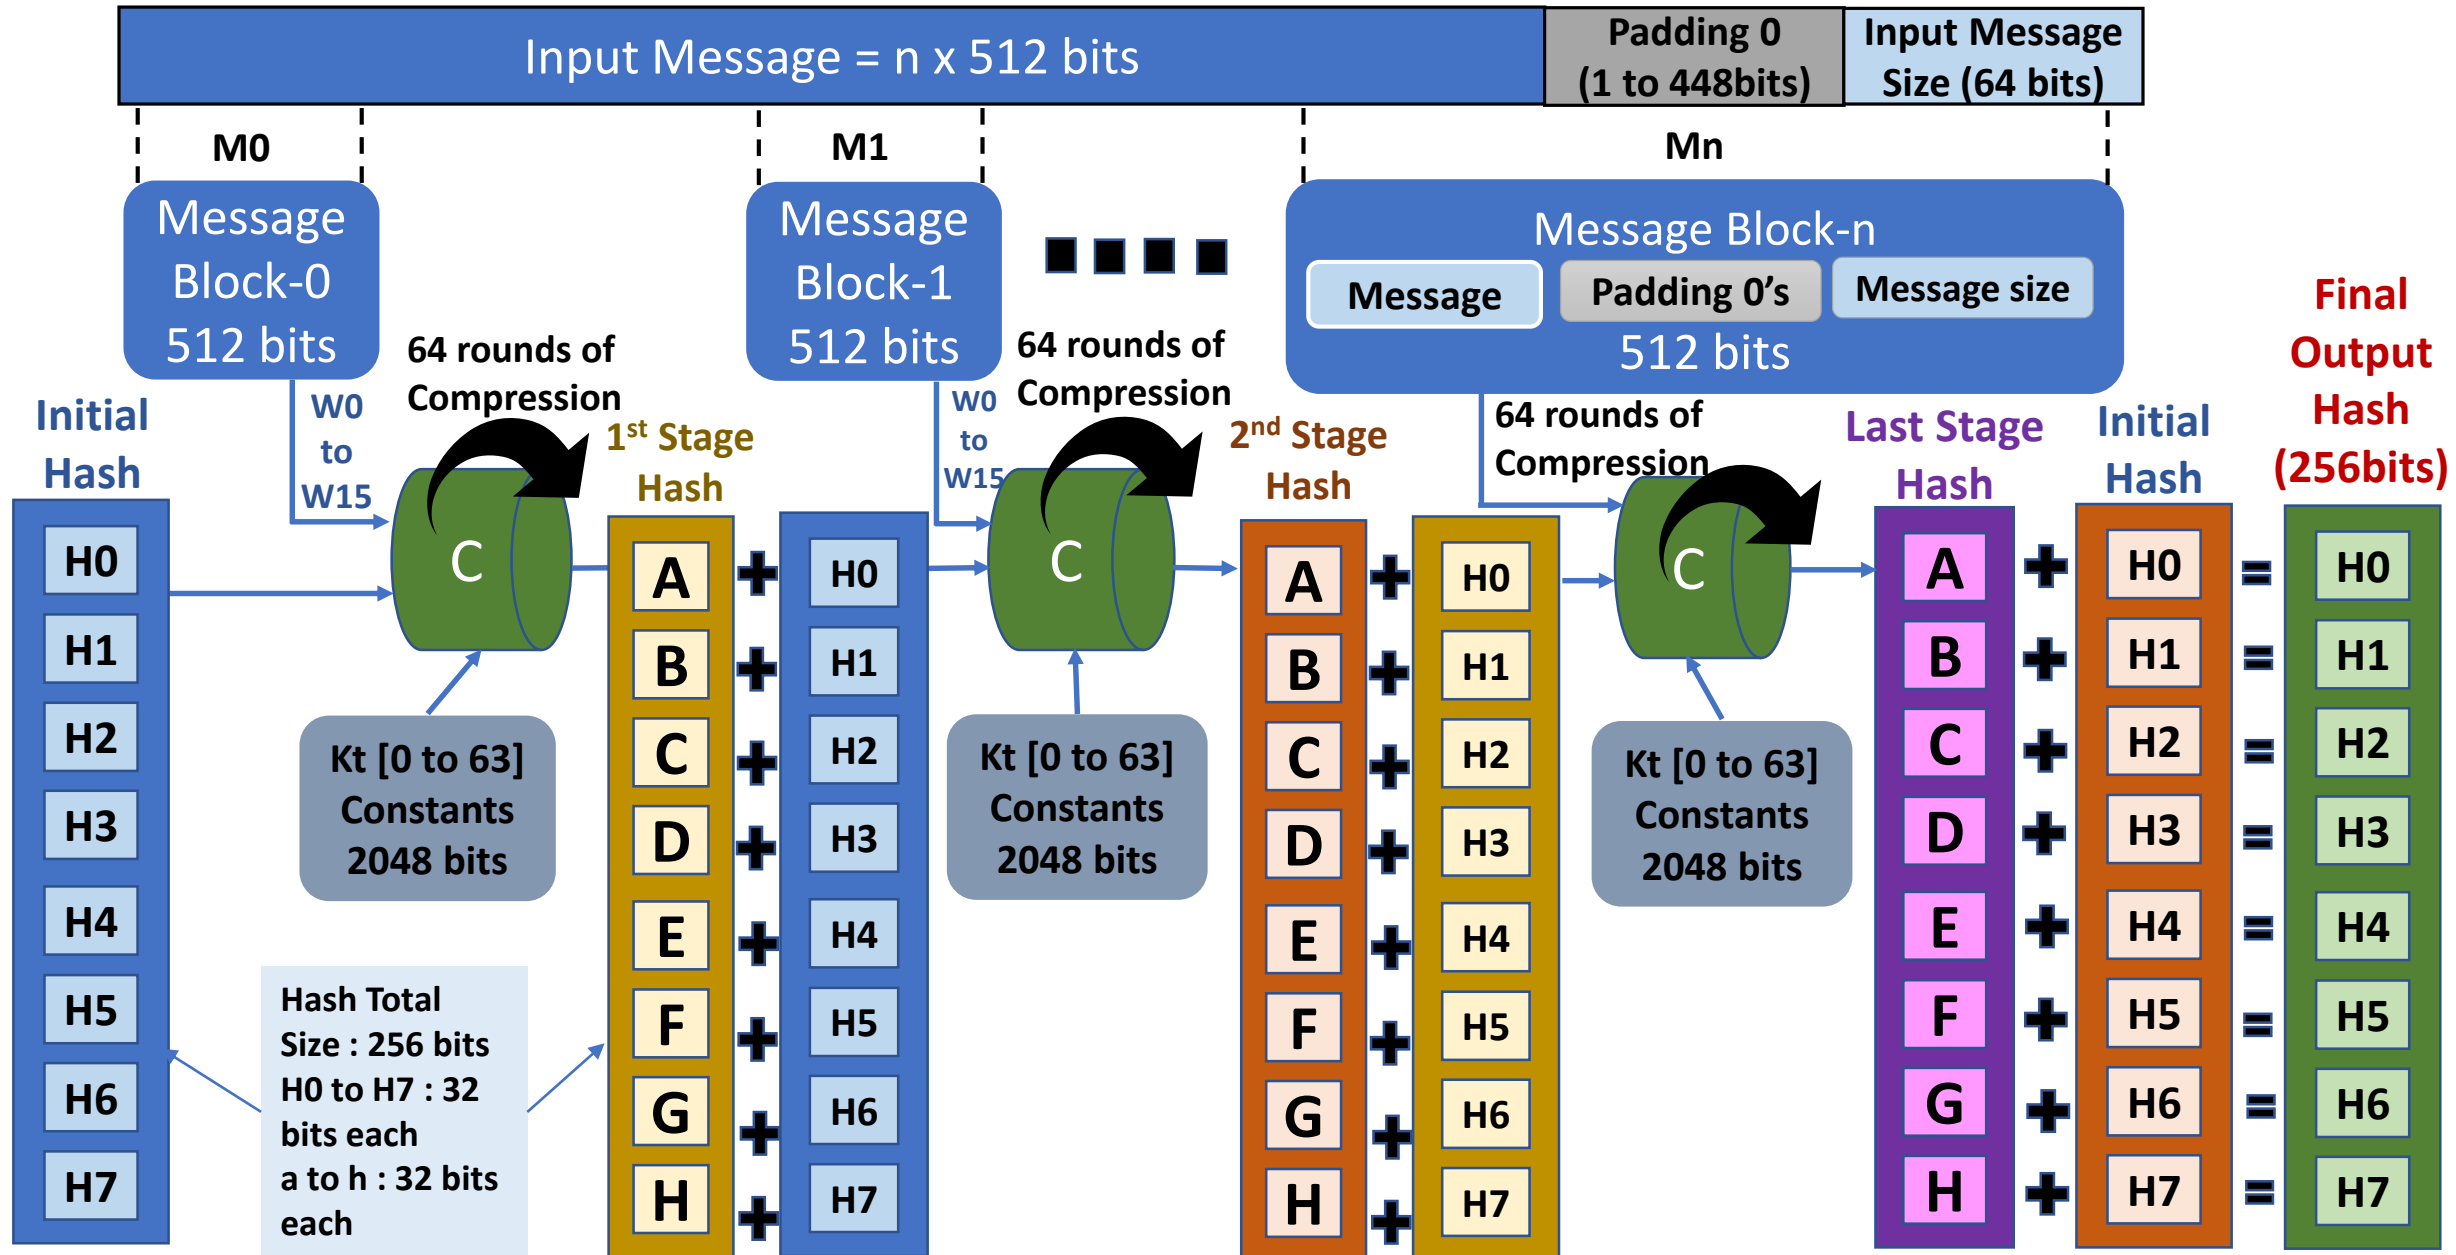 Input Message = n x 512 bits
Padding 0
(1 to 448bits)
Input Message
Size (64 bits)
M0
M1
Mn
Message
Block-0
512 bits
Message
Block-1
512 bits
Message Block-n
Message
Padding 0's
Message size
512 bits
Initial
Hash
W0
to
W15
64 rounds of
Compression
1st Stage
Hash
W0
to
W15
64 rounds of
Compression
2nd Stage
Hash
64 rounds of
Compression
Last Stage
Hash
Initial
Hash
Final
Output
Hash
(256bits)
H0
H1
H2
H3
H4
H5
H6
H7
C
Kt [0 to 63]
Constants
2048 bits
Hash Total
Size : 256 bits
H0 to H7 : 32
bits each
a to h : 32 bits
each
A
B
C
D
E
F
G
H
+
+
+
+
+
+
+
+
H0
H1
H2
H3
H4
H5
H6
H7
C
Kt [0 to 63]
Constants
2048 bits
A
B
C
D
E
F
G
H
+
+
+
+
+
+
+
+
H0
H1
H2
H3
H4
H5
H6
H7
C
Kt [0 to 63]
Constants
2048 bits
A
B
C
D
E
F
G
H
+
+
+
+
+
+
+
+
H0
H1
H2
H3
H4
H5
H6
H7
=
=
=
=
=
=
=
=
H0
H1
H2
H3
H4
H5
H6
H7